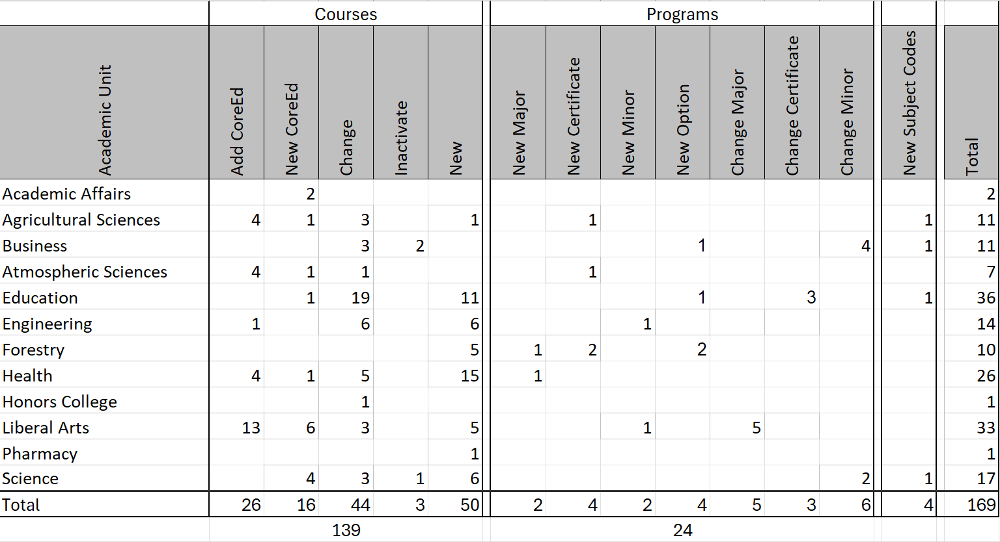 Courses Programs
Academic Unit Add CoreEd New CoreEd Change Inactivate New New Major New Certificate New Minor New Option Change Major Change Certificate Change Minor New Subject Codes Total
Academic Affairs 2 2
Agricultural Sciences 4 1 3 1 1 1 11
Business 3 2 1 4 1 11
Atmospheric Sciences 4 1 1 1 7
Education 1 19 11 1 3 1 36
Engineering 1 6 6 1 14
Forestry 5 1 2 2 10
Health 4 1 5 15 1 26
Honors College 1 1
Liberal Arts 13 6 3 5 1 5 33
Pharmacy 1 1
Science 4 3 1 6 2 1 17
Total 26 16 44 3 50 2 4 2 4 5 3 6 4 169
139 24